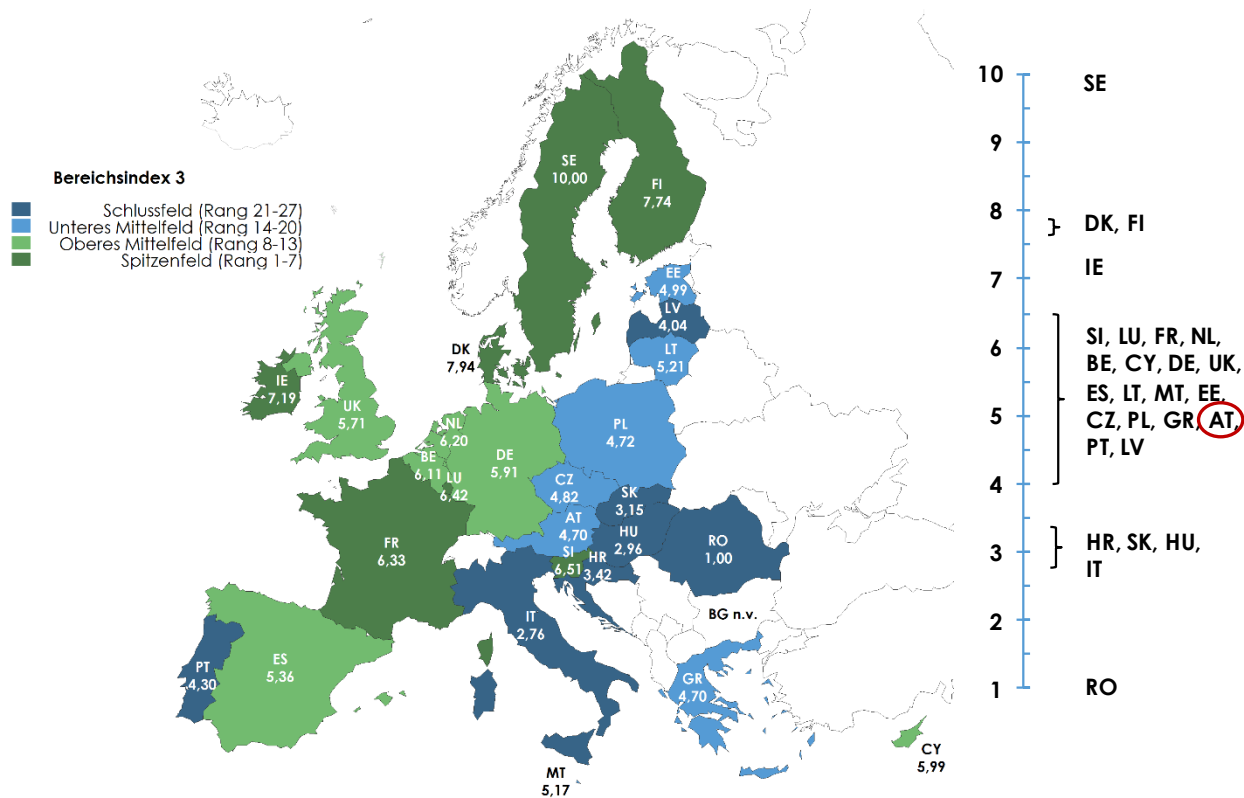 Bereichsindex 3
Schlussfeld (Rang 21-27)
Unteres Mittelfeld (Rang 14-20)
Oberes Mittelfeld (Rang 8-13)
Spitzenfeld (Rang 1-7)
SE
10,00
FI
7,74
EE
4,99
LV
4,04
LT
5,21
DK
7,94
IE
7,19
UK
5,71
NL
6,20
BE
6,11
LU
6,42
DE
5,91
PL
4,72
CZ
4,82
SK
3,15
AT
4,70
HU
2,96
RO
1,00
FR
6,33
SI
6,51
HR
3,42
IT
2,76
BG n.v.
PT
4,30
ES
5,36
GR
4,70
MT
5,17
CY
5,99
10
9
8
7
6
5
4
3
2
1
SE
DK, FI
IE
SI, LU, FR, NL,
BE, CY, DE, UK,
ES, LT, MT, EE,
CZ, PL, GR, AT,
PT, LV
HR, SK, HU,
IT
RO